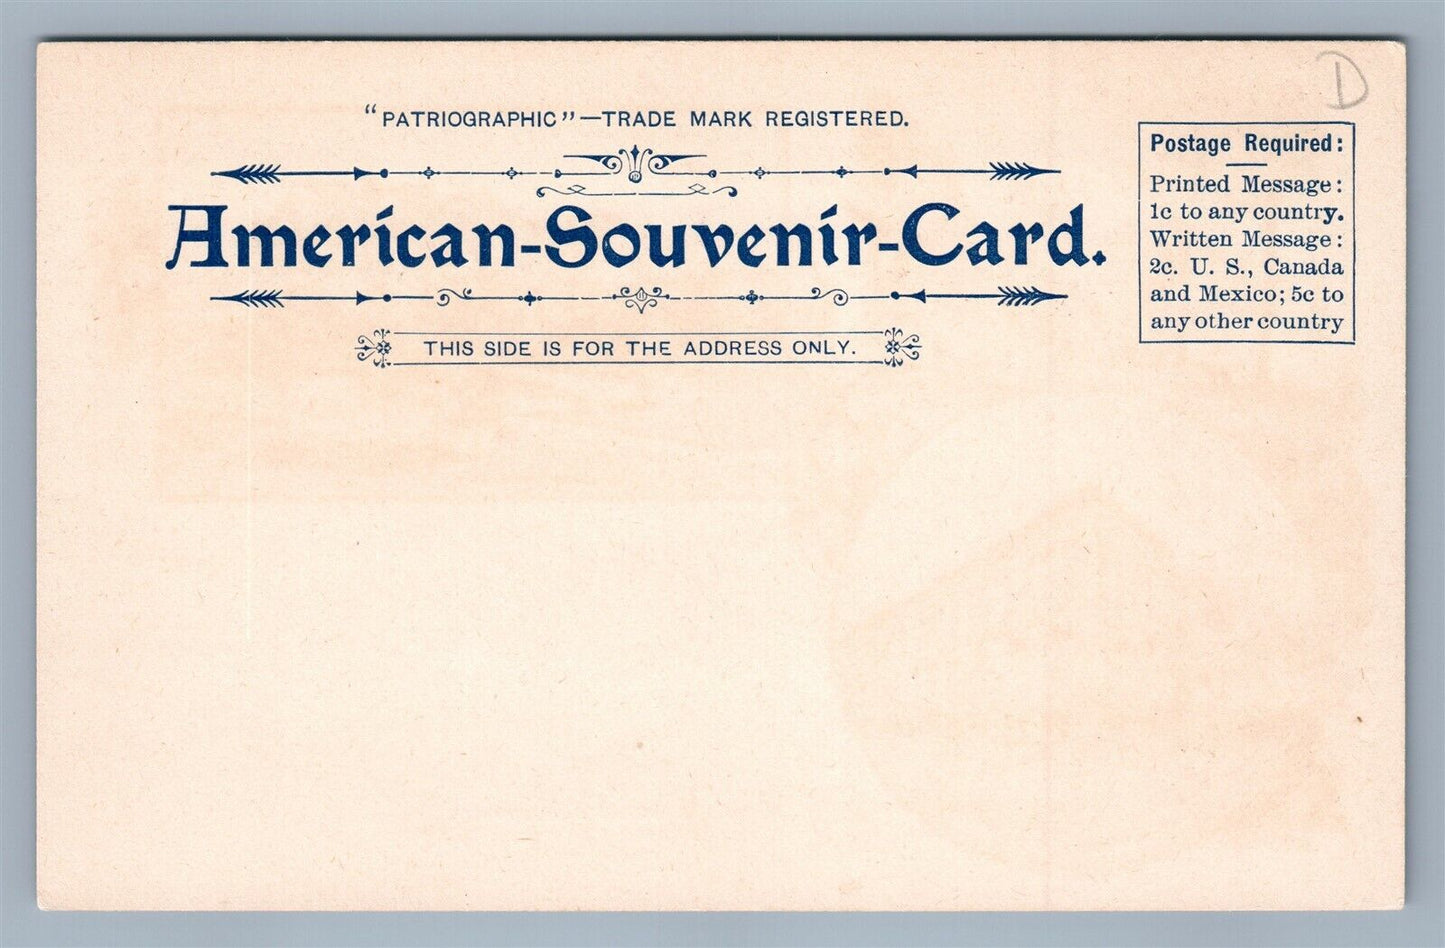 D
“PATRIOGRAPHIC”—TRADE MARK REGISTERED.
American-Souvenir-Card.
THIS SIDE IS FOR THE ADDRESS ONLY.
Postage Required:
Printed Message:
1c to any country.
Written Message:
2c. U. S., Canada
and Mexico; 5c to
any other country